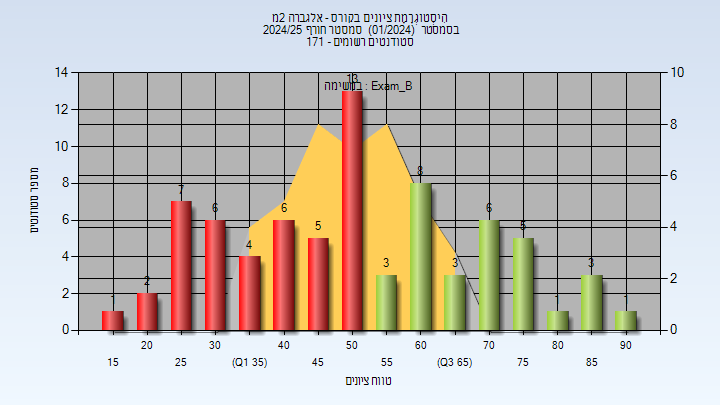 היסטוגרמת ציונים בקורס - אלגברה 2מ
בסמסטר (01/2024) סמסטר חורף 2024/25
סטודנטים רשומים - 171
במשימה : Exam_B
מספר סטודנטים
14 12 10 8 6 4 2 0
10 8 6 4 2 0
1 2 7 6 4 6 5 13 3 8 3 6 5 1 3 1
20 30 40 50 60 70 80 90
15 25 (Q1 35) 45 55 (Q3 65) 75 85
טווח ציונים